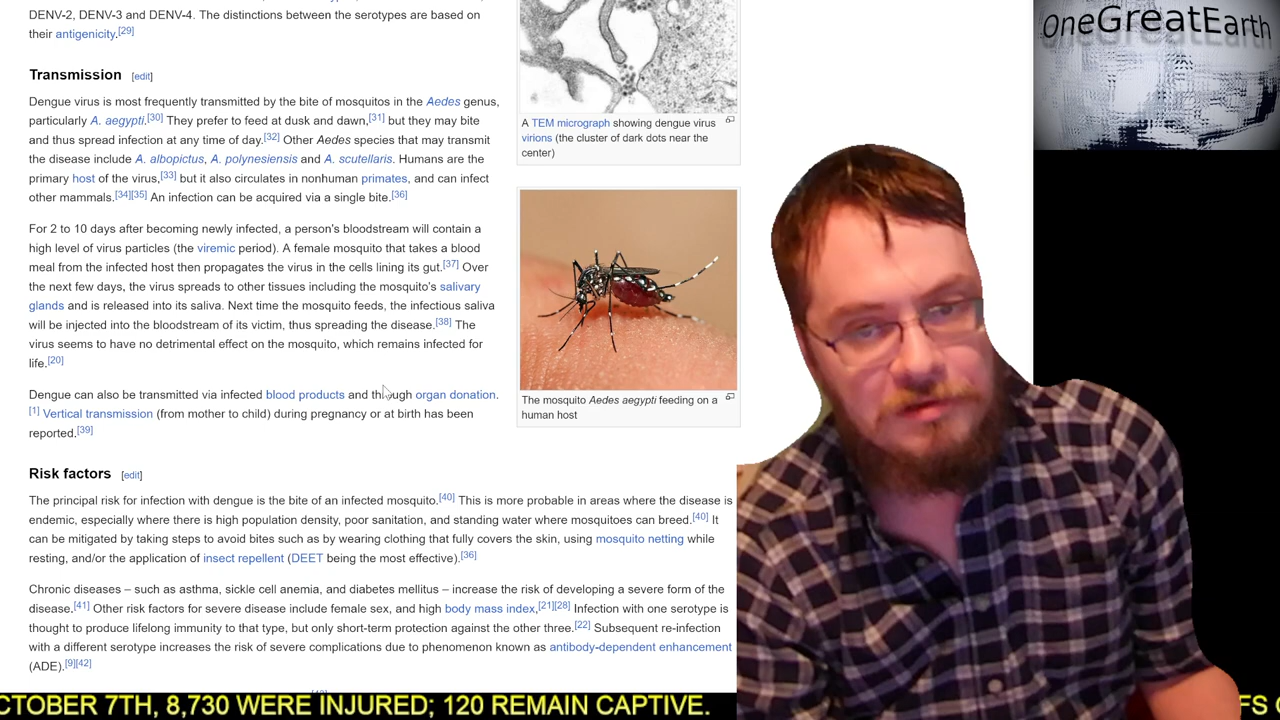 DENV-2, DENV-3 and DENV-4. The distinctions between the serotypes are based on
their antigenicity.[29]
Transmission [edit]
Dengue virus is most frequently transmitted by the bite of mosquitos in the Aedes genus,
particularly A. aegypti.[30] They prefer to feed at dusk and dawn,[31] but they may bite
and thus spread infection at any time of day.[32] Other Aedes species that may transmit
the disease include A. albopictus, A. polynesiensis and A. scutellaris. Humans are the
primary host of the virus,[33] but it also circulates in nonhuman primates, and can infect
other mammals.[34][35] An infection can be acquired via a single bite.[36]
For 2 to 10 days after becoming newly infected, a person's bloodstream will contain a
high level of virus particles (the viremic period). A female mosquito that takes a blood
meal from the infected host then propagates the virus in the cells lining its gut.[37] Over
the next few days, the virus spreads to other tissues including the mosquito's salivary
glands and is released into its saliva. Next time the mosquito feeds, the infectious saliva
will be injected into the bloodstream of its victim, thus spreading the disease.[38] The
virus seems to have no detrimental effect on the mosquito, which remains infected for
life.[20]
Dengue can also be transmitted via infected blood products and through organ donation.
[1] Vertical transmission (from mother to child) during pregnancy or at birth has been
reported.[39]
A TEM micrograph showing dengue virus
virions (the cluster of dark dots near the
center)
The mosquito Aedes aegypti feeding on a
human host
Risk factors [edit]
The principal risk for infection with dengue is the bite of an infected mosquito.[40] This is more probable in areas where the disease is
endemic, especially where there is high population density, poor sanitation, and standing water where mosquitoes can breed.[40] It
can be mitigated by taking steps to avoid bites such as by wearing clothing that fully covers the skin, using mosquito netting while
resting, and/or the application of insect repellent (DEET being the most effective).[36]
Chronic diseases – such as asthma, sickle cell anemia, and diabetes mellitus – increase the risk of developing a severe form of the
disease.[41] Other risk factors for severe disease include female sex, and high body mass index,[21][28] Infection with one serotype is
thought to produce lifelong immunity to that type, but only short-term protection against the other three.[22] Subsequent re-infection
with a different serotype increases the risk of severe complications due to phenomenon known as antibody-dependent enhancement
(ADE).[9][42]
OneGreatEarth
CTOBER 7TH, 8,730 WERE INJURED; 120 REMAIN CAPTIVE.
FS